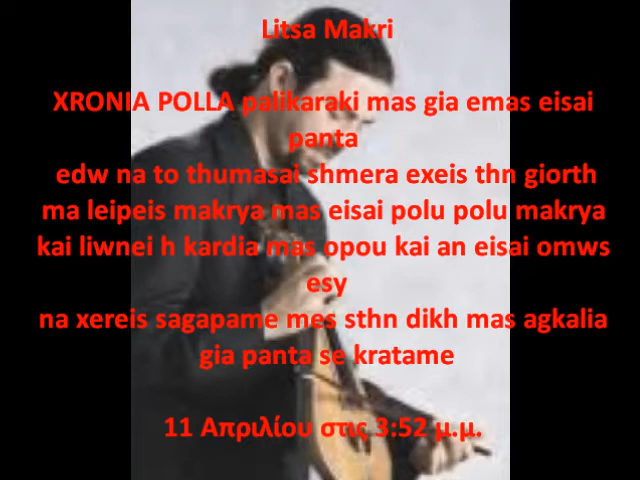 Litsa Makri
XRONIA POLLA palikaraki mas gia emas eisai
panta
edw na to thumasai shmera exeis thn giorth
ma leipeis makrya mas eisai polu polu makrya
kai liwnei h kardia mas opou kai an eisai omws
esy
na xereis sagapame mes sthn dikh mas agkalia
gia panta se kratame
11 Απριλίου στις 3:52 μ.μ.